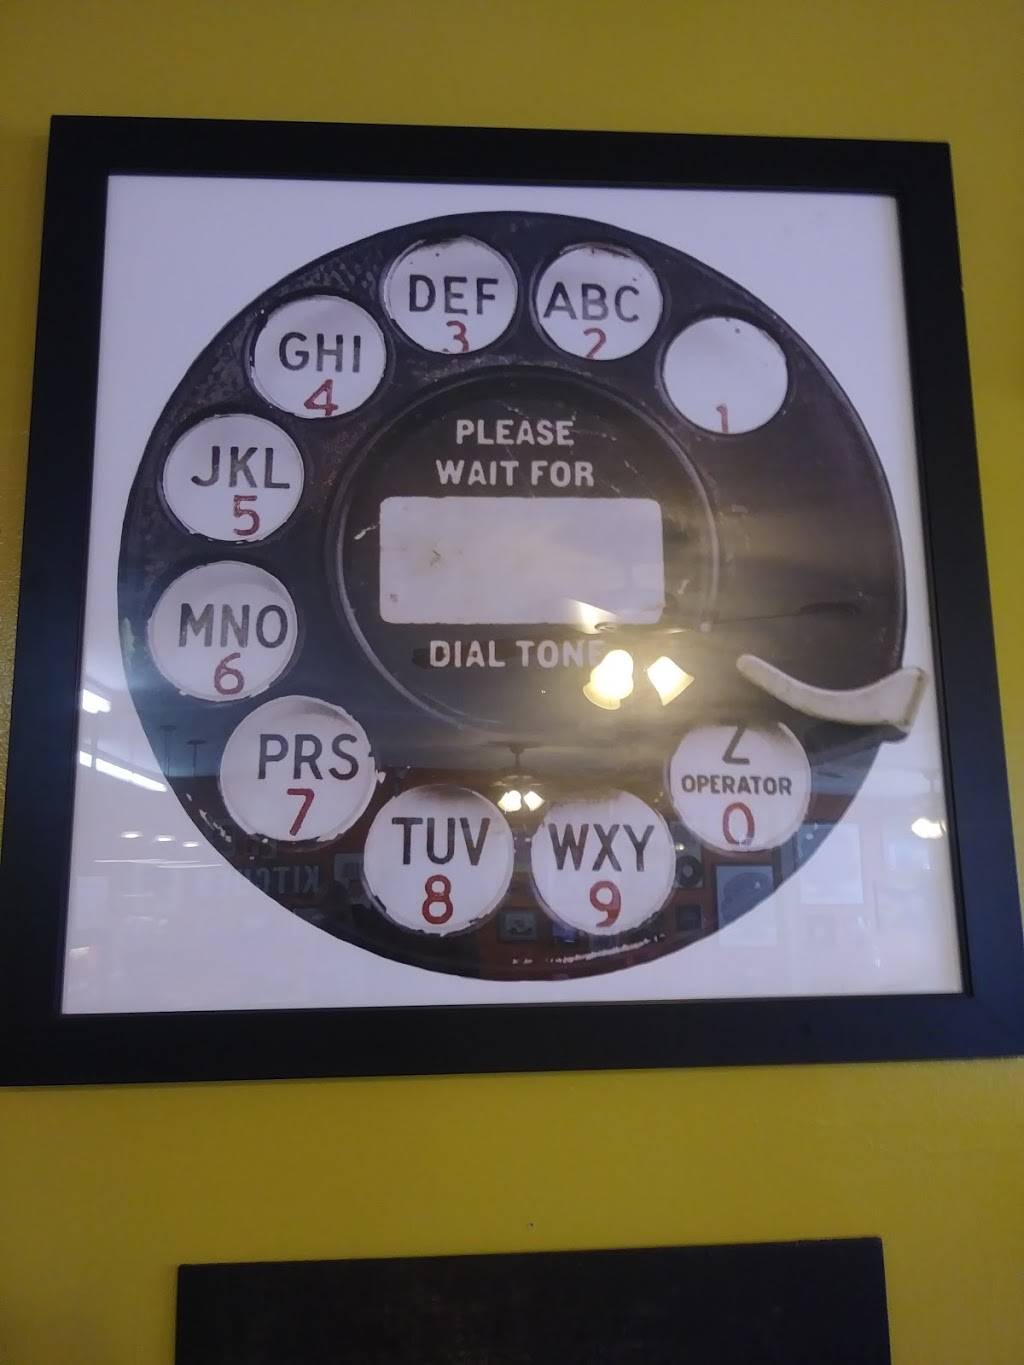 DEF
3
ABC
2
GHI
4
1
JKL
5
PLEASE
WAIT FOR
DIAL TONE
MNO
6
PRS
7
TUV
8
WXY
9
Z
OPERATOR
0
KITCHEN